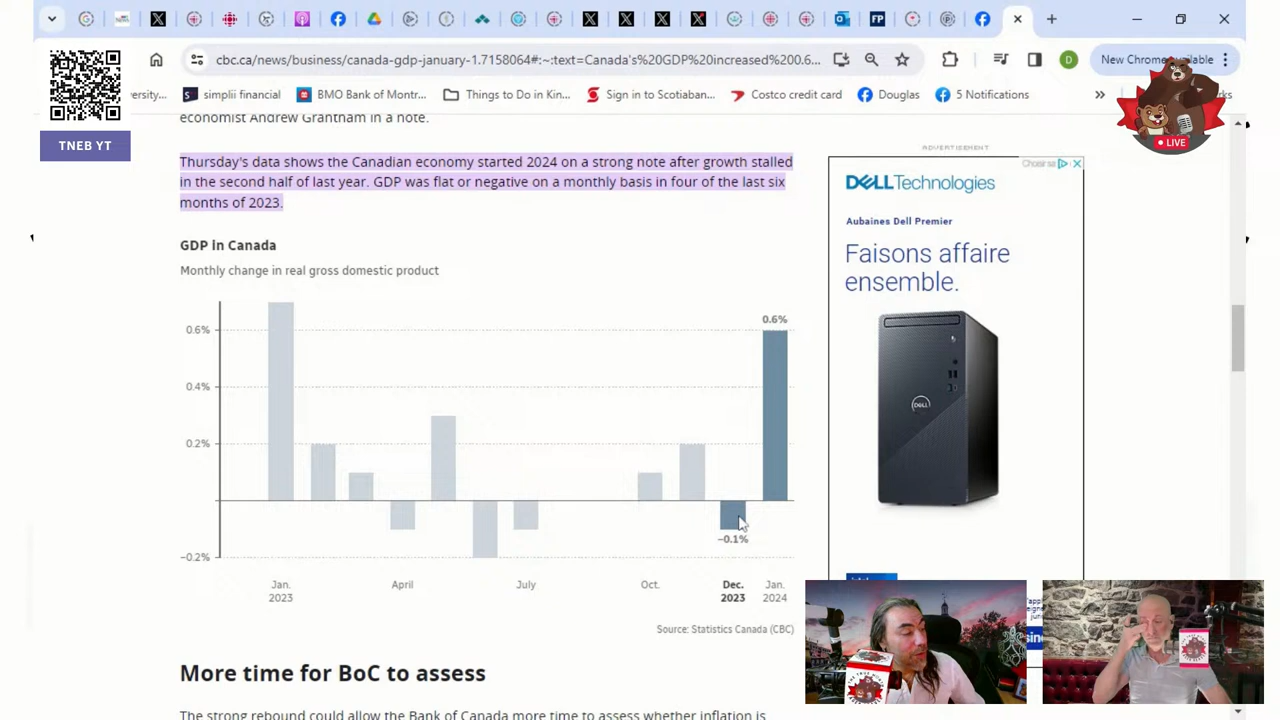 cbc.ca/news/business/canada-gdp-january-1.7158064#:~:text=Canada's%20GDP%20increased%200.6...
New Chrome available
versity...
simplii financial
BMO Bank of Montr...
Things to Do in Kin...
Sign in to Scotiaban...
Costco credit card
Douglas
5 Notifications
LIVE
TNEB YT
economist Andrew Grantham in a note.
Thursday's data shows the Canadian economy started 2024 on a strong note after growth stalled
in the second half of last year. GDP was flat or negative on a monthly basis in four of the last six
months of 2023.
GDP in Canada
Monthly change in real gross domestic product
0.6%
0.6%
0.4%
0.2%
−0.2%
−0.1%
Jan.
2023
April
July
Oct.
Dec.
2023
Jan.
2024
Source: Statistics Canada (CBC)
More time for BoC to assess
The strong rebound could allow the Bank of Canada more time to assess whether inflation is
ADVERTISEMENT
DELL Technologies
Aubaines Dell Premier
Faisons affaire
ensemble.
DELL